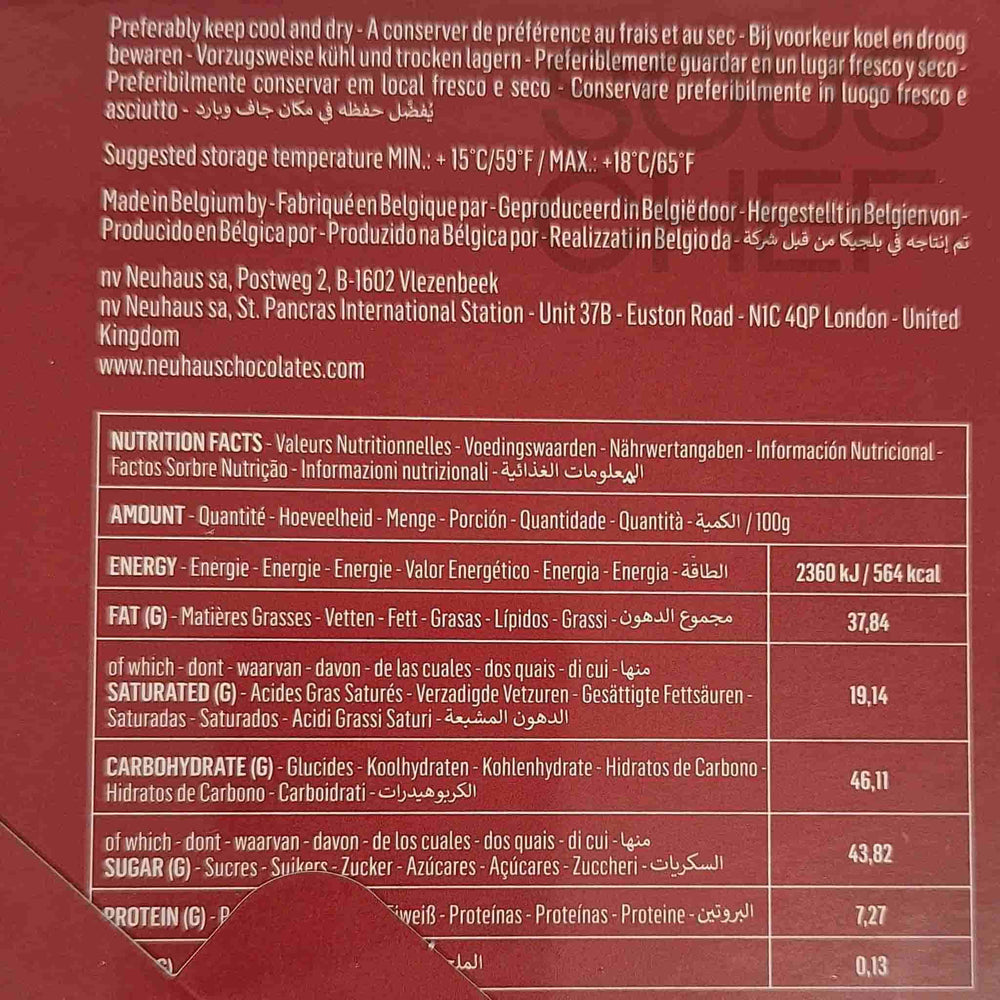 Preferably keep cool and dry - A conserver de préférence au frais et au sec - Bij voorkeur koel en droog
bewaren - Vorzugsweise kühl und trocken lagern - Preferiblemente guardar en un lugar fresco y seco -
Preferibilmente conservar em local fresco e seco - Conservare preferibilmente in luogo fresco e
asciutto - يُفضَّل حفظه في مكان جاف وبارد
Suggested storage temperature MIN.: + 15°C/59°F / MAX.: +18°C/65°F
Made in Belgium by - Fabriqué en Belgique par - Geproduceerd in België door - Hergestellt in Belgien von -
Producido en Bélgica por - Produzido na Bélgica por - Realizzati in Belgio da - تم إنتاجه في بلجيكا من قبل شركة
nv Neuhaus sa, Postweg 2, B-1602 Vlezenbeek
nv Neuhaus sa, St. Pancras International Station - Unit 37B - Euston Road - N1C 4QP London - United
Kingdom
www.neuhauschocolates.com
NUTRITION FACTS - Valeurs Nutritionnelles - Voedingswaarden - Nährwertangaben - Información Nutricional -
Factos Sorbre Nutrição - Informazioni nutrizionali - المعلومات الغذائية
AMOUNT - Quantité - Hoeveelheid - Menge - Porción - Quantidade - Quantità - الكمية / 100g
ENERGY - Energie - Energie - Energie - Valor Energético - Energia - Energia - الطاقة 2360 kJ / 564 kcal
FAT (G) - Matières Grasses - Vetten - Fett - Grasas - Lípidos - Grassi - مجموع الدهون 37,84
of which - dont - waarvan - davon - de las cuales - dos quais - di cui - منها
SATURATED (G) - Acides Gras Saturés - Verzadigde Vetzuren - Gesättigte Fettsäuren - 19,14
Saturadas - Saturados - Acidi Grassi Saturi - الدهون المشبعة
CARBOHYDRATE (G) - Glucides - Koolhydraten - Kohlenhydrate - Hidratos de Carbono - 46,11
Hidratos de Carbono - Carboidrati - الكربوهيدرات
of which - dont - waarvan - davon - de los cuales - dos quais - di cui - منها
SUGAR (G) - Sucres - Suikers - Zucker - Azúcares - Açúcares - Zuccheri - السكريات 43,82
PROTEIN (G) - Eiweiß - Proteínas - Proteínas - Proteine - البروتين 7,27
الملح 0,13
SOUS
CHEF